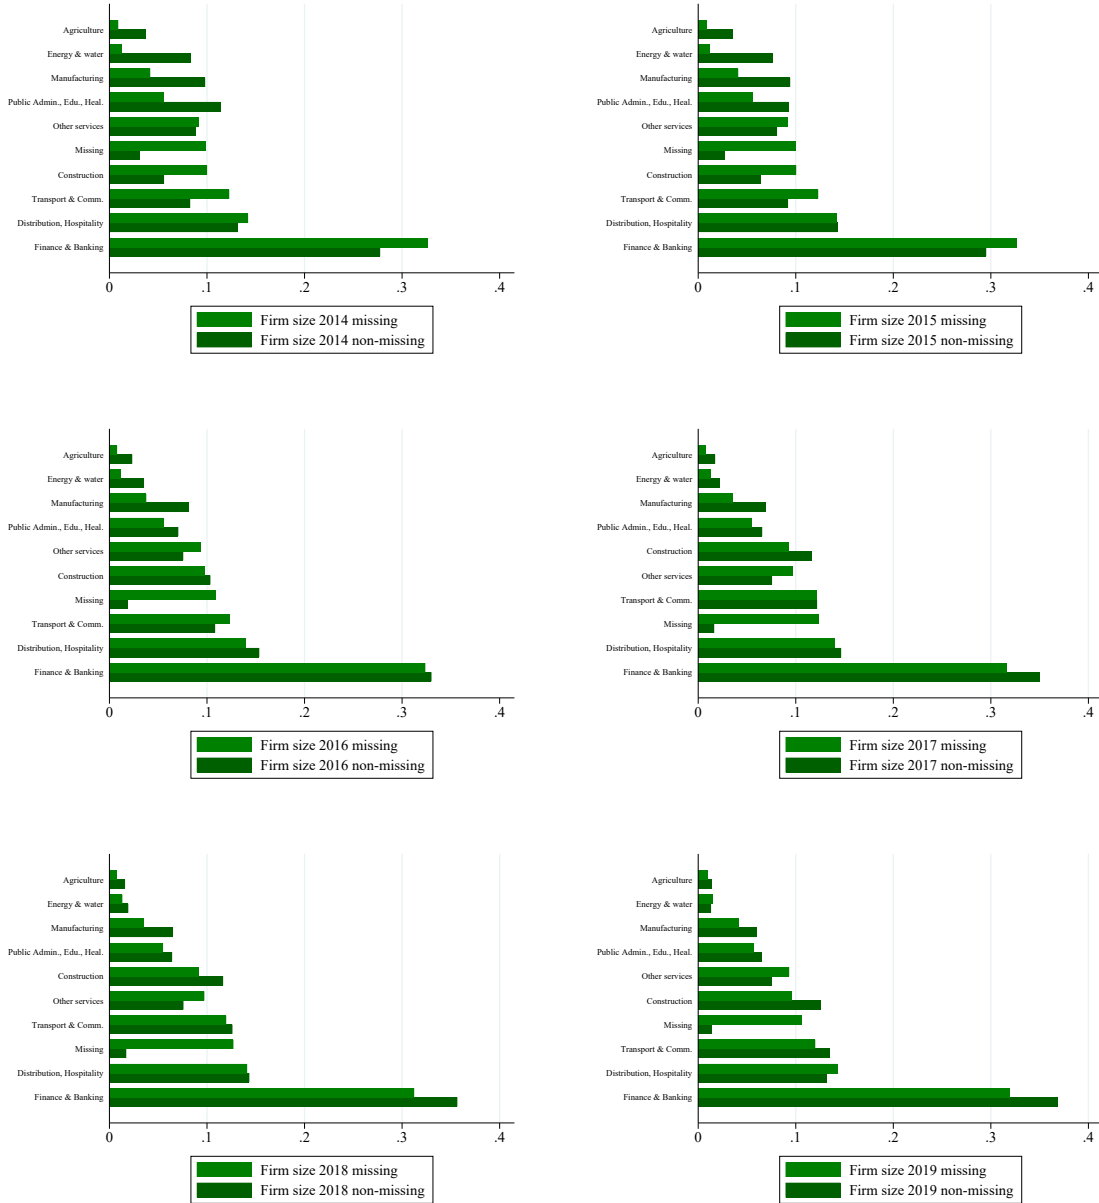 Agriculture
Energy & water
Manufacturing
Public Admin., Edu., Heal.
Other services
Missing
Construction
Transport & Comm.
Distribution, Hospitality
Finance & Banking
0 .1 .2 .3 .4
Firm size 2014 missing
Firm size 2014 non-missing
Agriculture
Energy & water
Manufacturing
Public Admin., Edu., Heal.
Other services
Missing
Construction
Transport & Comm.
Distribution, Hospitality
Finance & Banking
0 .1 .2 .3 .4
Firm size 2015 missing
Firm size 2015 non-missing
Agriculture
Energy & water
Manufacturing
Public Admin., Edu., Heal.
Other services
Construction
Missing
Transport & Comm.
Distribution, Hospitality
Finance & Banking
0 .1 .2 .3 .4
Firm size 2016 missing
Firm size 2016 non-missing
Agriculture
Energy & water
Manufacturing
Public Admin., Edu., Heal.
Construction
Other services
Transport & Comm.
Missing
Distribution, Hospitality
Finance & Banking
0 .1 .2 .3 .4
Firm size 2017 missing
Firm size 2017 non-missing
Agriculture
Energy & water
Manufacturing
Public Admin., Edu., Heal.
Construction
Other services
Transport & Comm.
Missing
Distribution, Hospitality
Finance & Banking
0 .1 .2 .3 .4
Firm size 2018 missing
Firm size 2018 non-missing
Agriculture
Energy & water
Manufacturing
Public Admin., Edu., Heal.
Other services
Construction
Missing
Transport & Comm.
Distribution, Hospitality
Finance & Banking
0 .1 .2 .3 .4
Firm size 2019 missing
Firm size 2019 non-missing